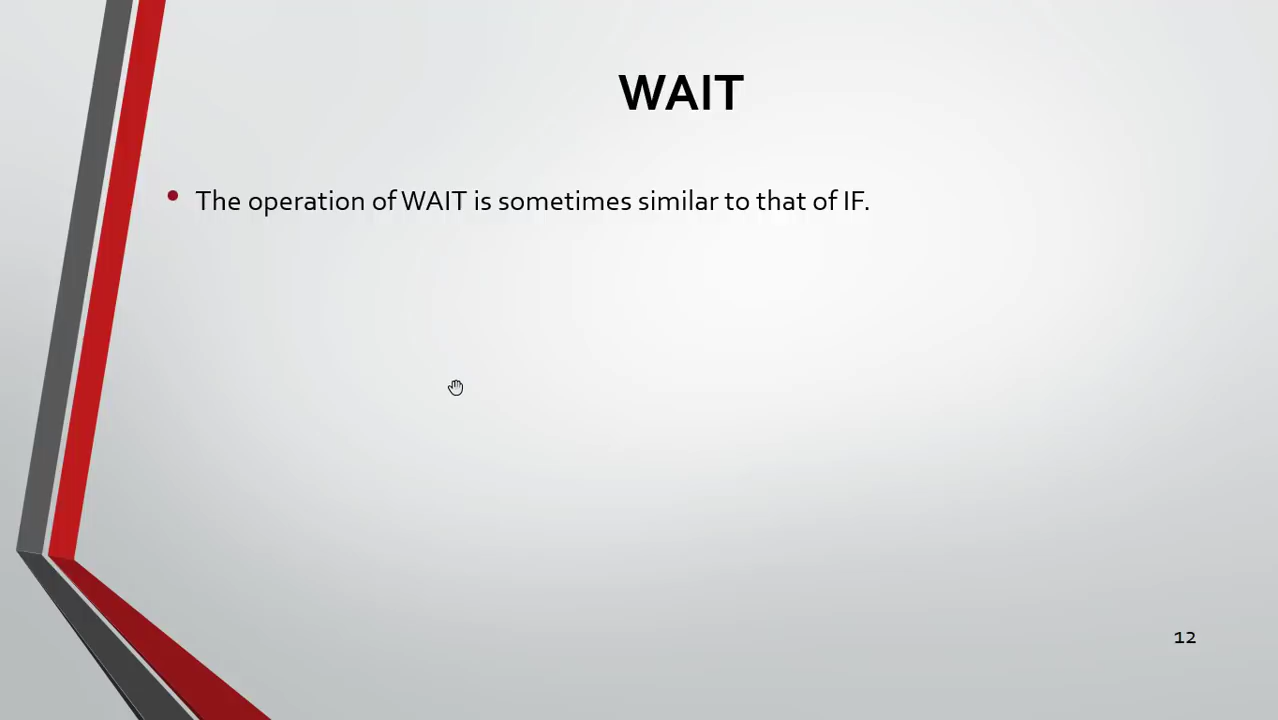 WAIT
• The operation of WAIT is sometimes similar to that of IF.
12